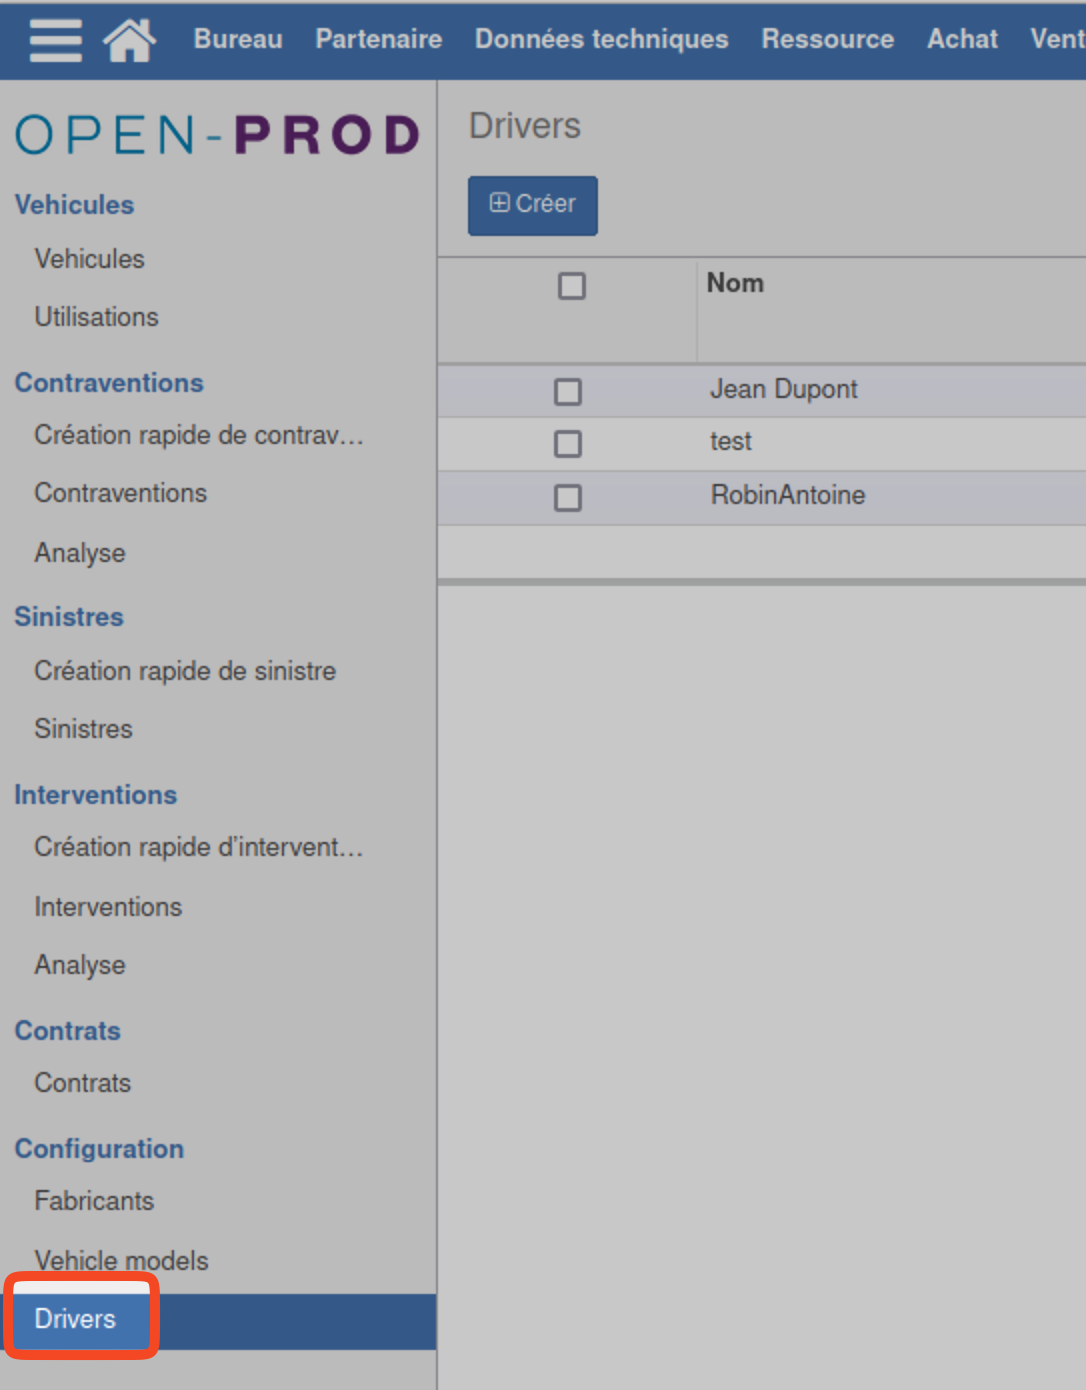 Bureau Partenaire Données techniques Ressource Achat Vent
OPEN-PROD
Vehicules
Vehicules
Utilisations
Contraventions
Création rapide de contrav...
Contraventions
Analyse
Sinistres
Création rapide de sinistre
Sinistres
Interventions
Création rapide d'intervent...
Interventions
Analyse
Contrats
Contrats
Configuration
Fabricants
Vehicle models
Drivers
Drivers
Créer
Nom
Jean Dupont
test
RobinAntoine